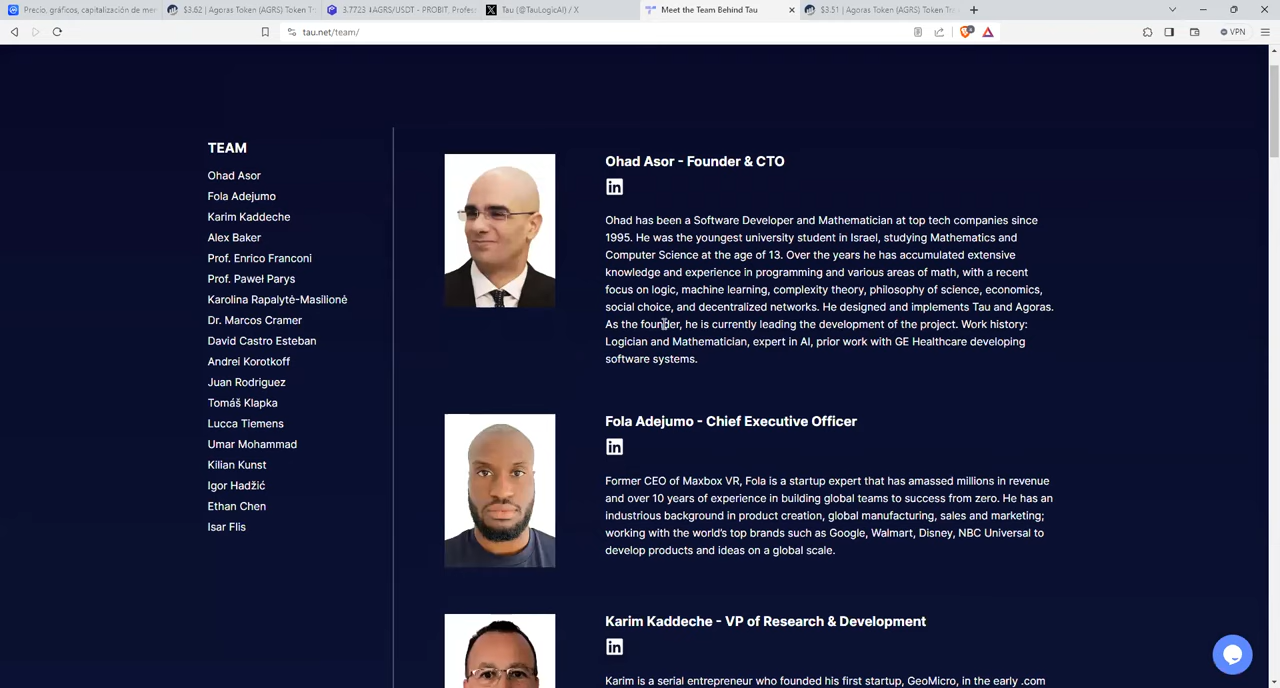 Precio, gráficos, capitalización de mer
$3.62 | Agoras Token (AGRS) Token Tr
3.7723 AGRS/USDT - PROBIT, Profes
Tau (@TauLogicAI) / X
Meet the Team Behind Tau
$3.51 | Agoras Token (AGRS) Token Tr
tau.net/team/
VPN
TEAM
Ohad Asor
Fola Adejumo
Karim Kaddeche
Alex Baker
Prof. Enrico Franconi
Prof. Paweł Parys
Karolina Rapalytė-Masilionė
Dr. Marcos Cramer
David Castro Esteban
Andrei Korotkoff
Juan Rodriguez
Tomáš Klapka
Lucca Tiemens
Umar Mohammad
Kilian Kunst
Igor Hadžić
Ethan Chen
Isar Flis
Ohad Asor - Founder & CTO
in
Ohad has been a Software Developer and Mathematician at top tech companies since
1995. He was the youngest university student in Israel, studying Mathematics and
Computer Science at the age of 13. Over the years he has accumulated extensive
knowledge and experience in programming and various areas of math, with a recent
focus on logic, machine learning, complexity theory, philosophy of science, economics,
social choice, and decentralized networks. He designed and implements Tau and Agoras.
As the founder, he is currently leading the development of the project. Work history:
Logician and Mathematician, expert in AI, prior work with GE Healthcare developing
software systems.
Fola Adejumo - Chief Executive Officer
in
Former CEO of Maxbox VR, Fola is a startup expert that has amassed millions in revenue
and over 10 years of experience in building global teams to success from zero. He has an
industrious background in product creation, global manufacturing, sales and marketing;
working with the world's top brands such as Google, Walmart, Disney, NBC Universal to
develop products and ideas on a global scale.
Karim Kaddeche - VP of Research & Development
in
Karim is a serial entrepreneur who founded his first startup, GeoMicro, in the early .com